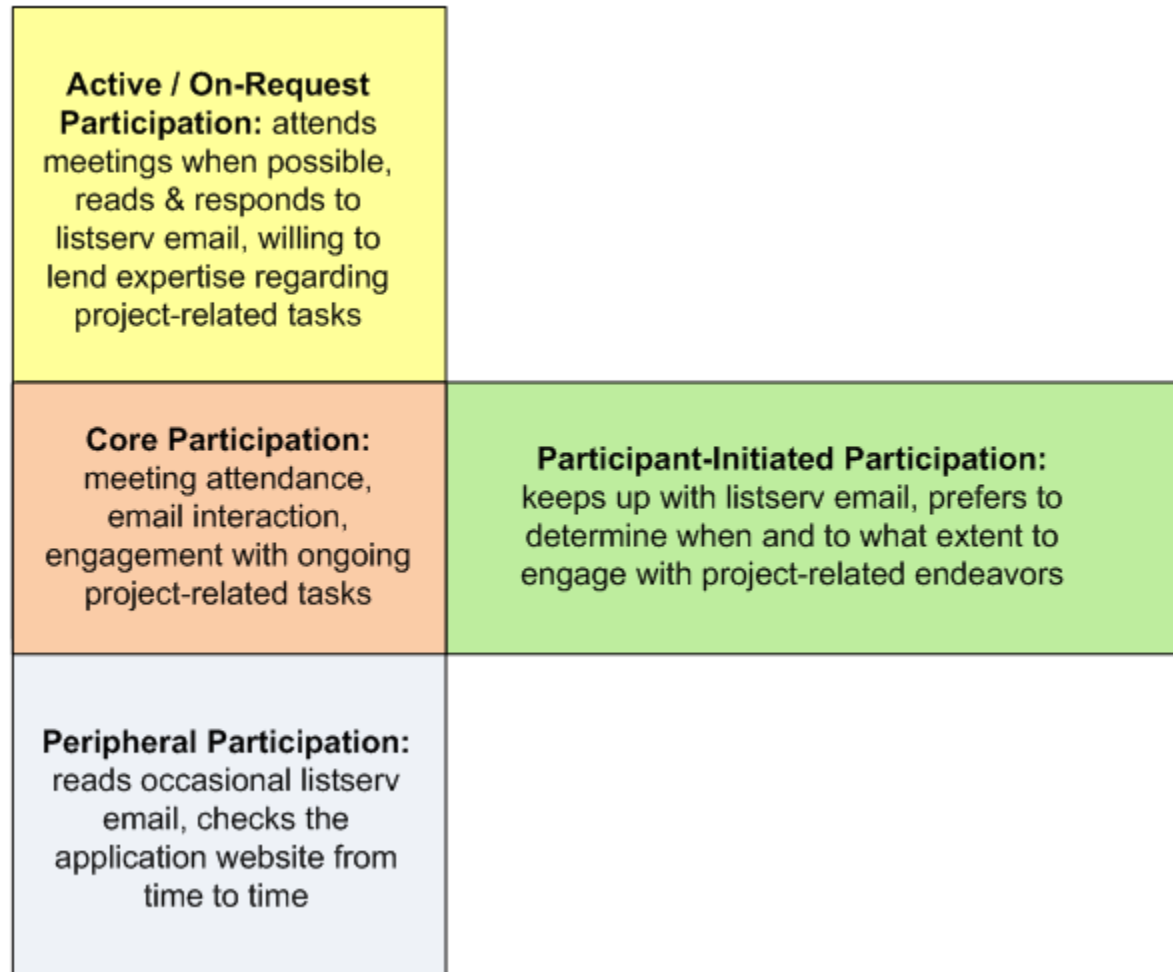 Active / On-Request
Participation: attends
meetings when possible,
reads & responds to
listserv email, willing to
lend expertise regarding
project-related tasks
Core Participation:
meeting attendance,
email interaction,
engagement with ongoing
project-related tasks
Participant-Initiated Participation:
keeps up with listserv email, prefers to
determine when and to what extent to
engage with project-related endeavors
Peripheral Participation:
reads occasional listserv
email, checks the
application website from
time to time